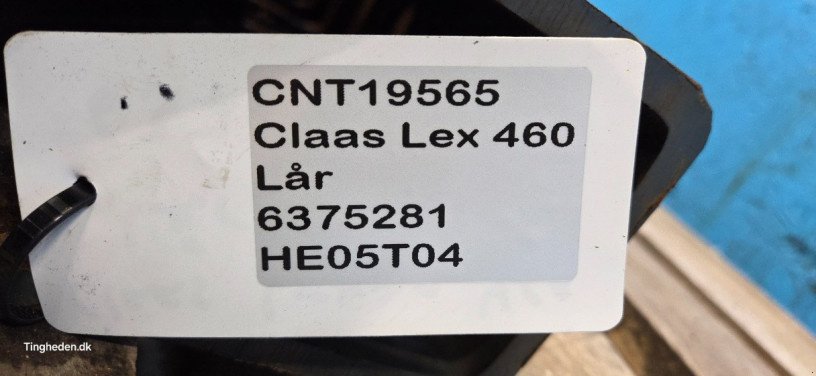 CNT19565
Claas Lex 460
Lår
6375281
HE05T04
Tingheden.dk